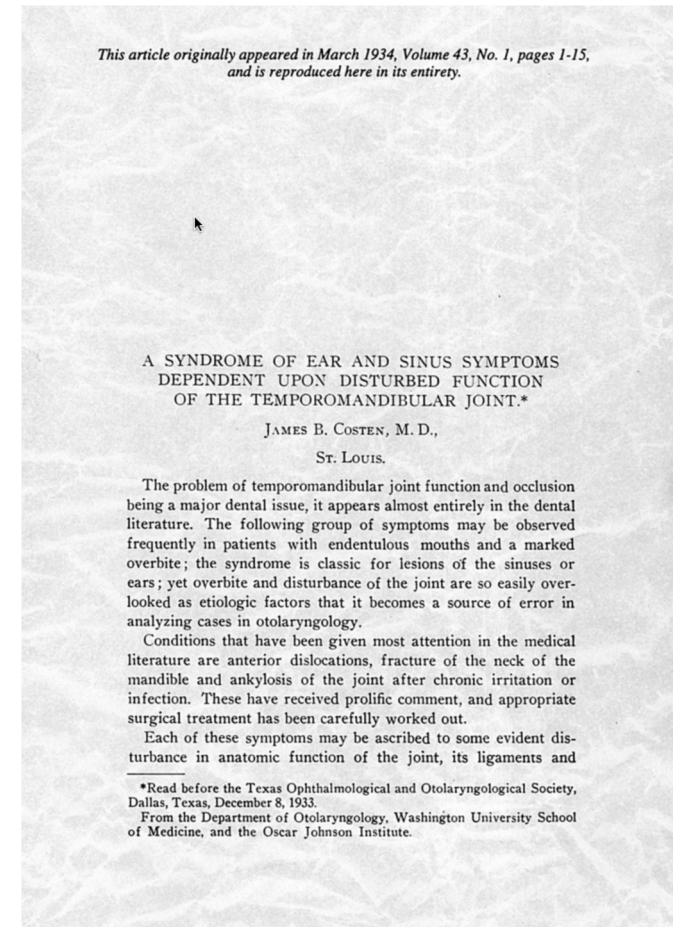 This article originally appeared in March 1934, Volume 43, No. 1, pages 1-15,
and is reproduced here in its entirety.
A SYNDROME OF EAR AND SINUS SYMPTOMS
DEPENDENT UPON DISTURBED FUNCTION
OF THE TEMPOROMANDIBULAR JOINT.*
JAMES B. COSTEN, M. D.,
ST. LOUIS.
The problem of temporomandibular joint function and occlusion
being a major dental issue, it appears almost entirely in the dental
literature. The following group of symptoms may be observed
frequently in patients with endentulous mouths and a marked
overbite; the syndrome is classic for lesions of the sinuses or
ears; yet overbite and disturbance of the joint are so easily over-
looked as etiologic factors that it becomes a source of error in
analyzing cases in otolaryngology.
Conditions that have been given most attention in the medical
literature are anterior dislocations, fracture of the neck of the
mandible and ankylosis of the joint after chronic irritation or
infection. These have received prolific comment, and appropriate
surgical treatment has been carefully worked out.
Each of these symptoms may be ascribed to some evident dis-
turbance in anatomic function of the joint, its ligaments and
*Read before the Texas Ophthalmological and Otolaryngological Society,
Dallas, Texas, December 8, 1933.
From the Department of Otolaryngology, Washington University School
of Medicine, and the Oscar Johnson Institute.